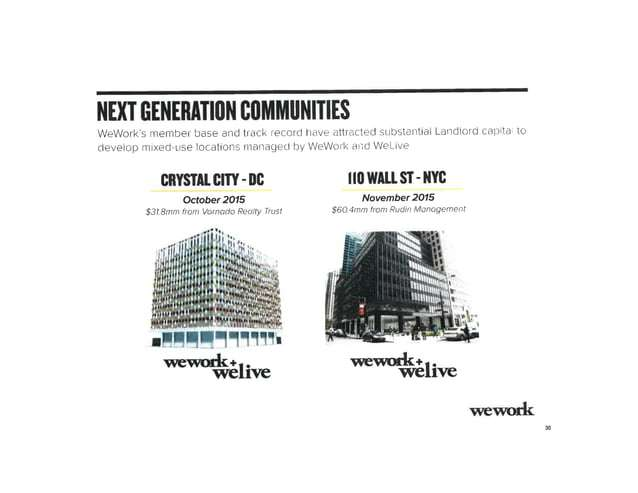 NEXT GENERATION COMMUNITIES
WeWork's member base and track record have attracted substantial Landlord capital to
develop mixed-use locations managed by WeWork and WeLive
CRYSTAL CITY - DC
October 2015
$31.8mm from Vornado Realty Trust
110 WALL ST - NYC
November 2015
$60.4mm from Rudin Management
wework +
welive
wework +
welive
wework
30